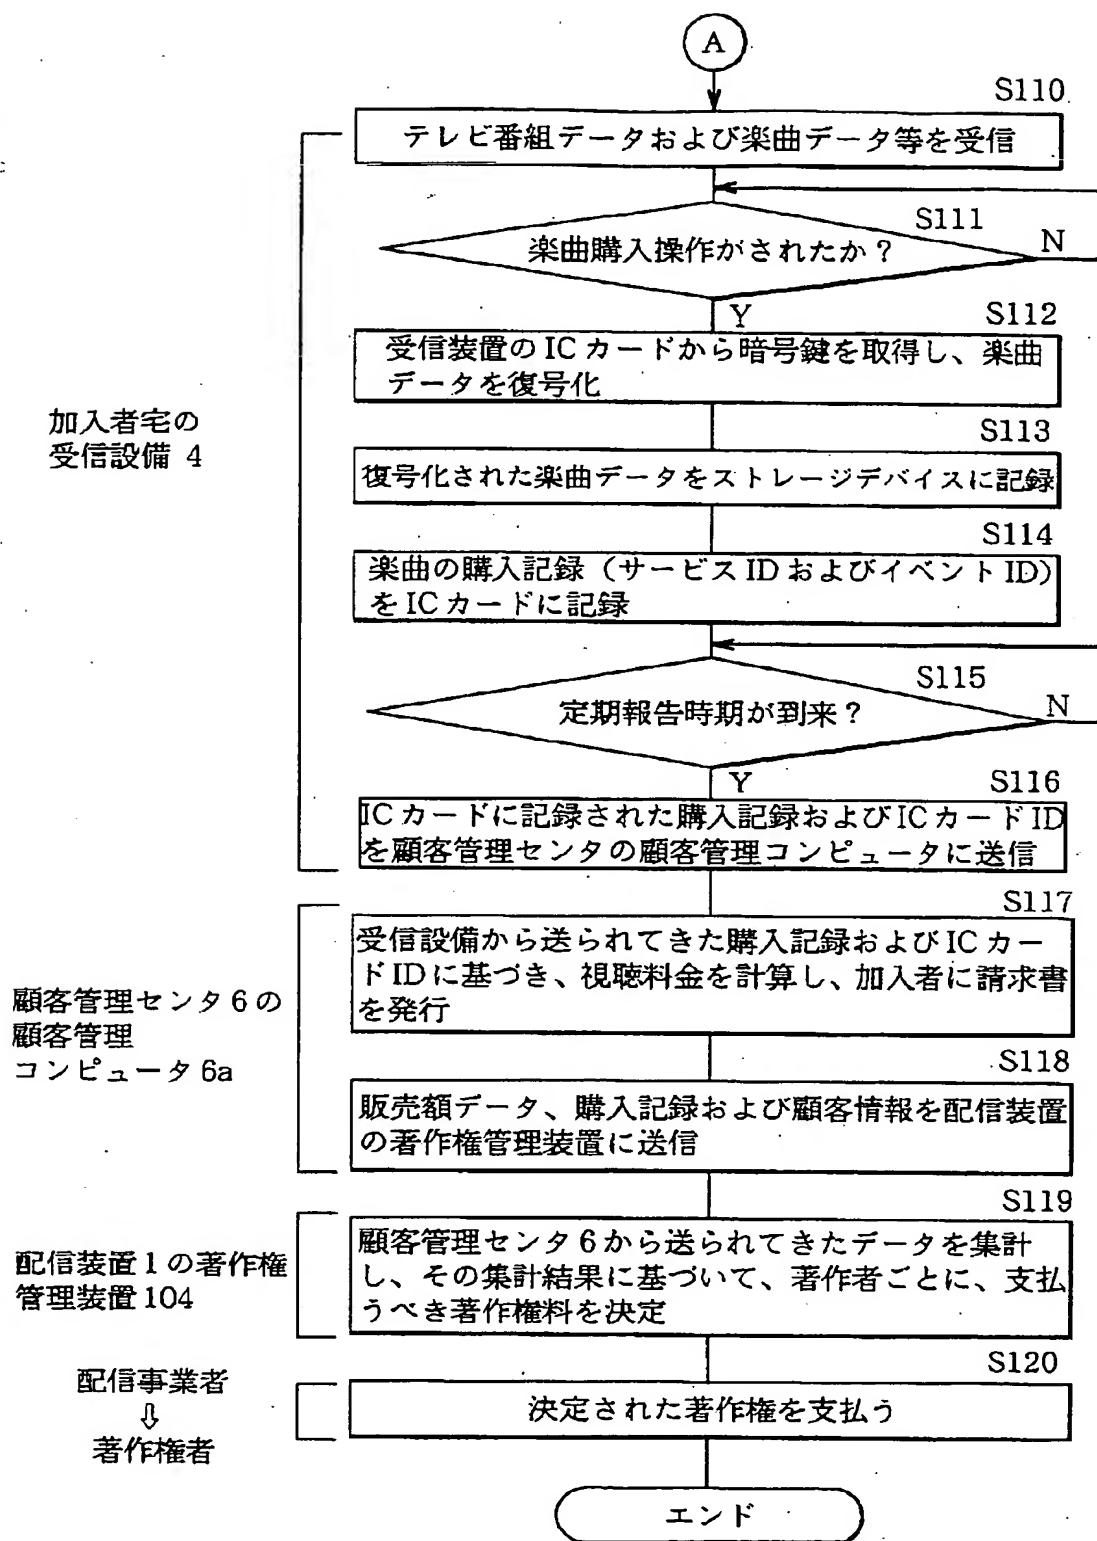 A
S110
テレビ番組データおよび楽曲データ等を受信
S111
楽曲購入操作がされたか?
N
Y
S112
受信装置のICカードから暗号鍵を取得し、楽曲
データを復号化
加入者宅の
受信設備 4
S113
復号化された楽曲データをストレージデバイスに記録
S114
楽曲の購入記録(サービスIDおよびイベントID)
をICカードに記録
S115
定期報告時期が到来?
N
Y
S116
ICカードに記録された購入記録およびICカードID
を顧客管理センタの顧客管理コンピュータに送信
S117
受信設備から送られてきた購入記録およびICカー
ドIDに基づき、視聴料金を計算し、加入者に請求書
を発行
顧客管理センタ6の
顧客管理
コンピュータ6a
S118
販売額データ、購入記録および顧客情報を配信装置
の著作権管理装置に送信
S119
顧客管理センタ6から送られてきたデータを集計
し、その集計結果に基づいて、著作者ごとに、支払
うべき著作権料を決定
配信装置1の著作権
管理装置104
S120
決定された著作権を支払う
配信事業者
⇩
著作権者
エンド